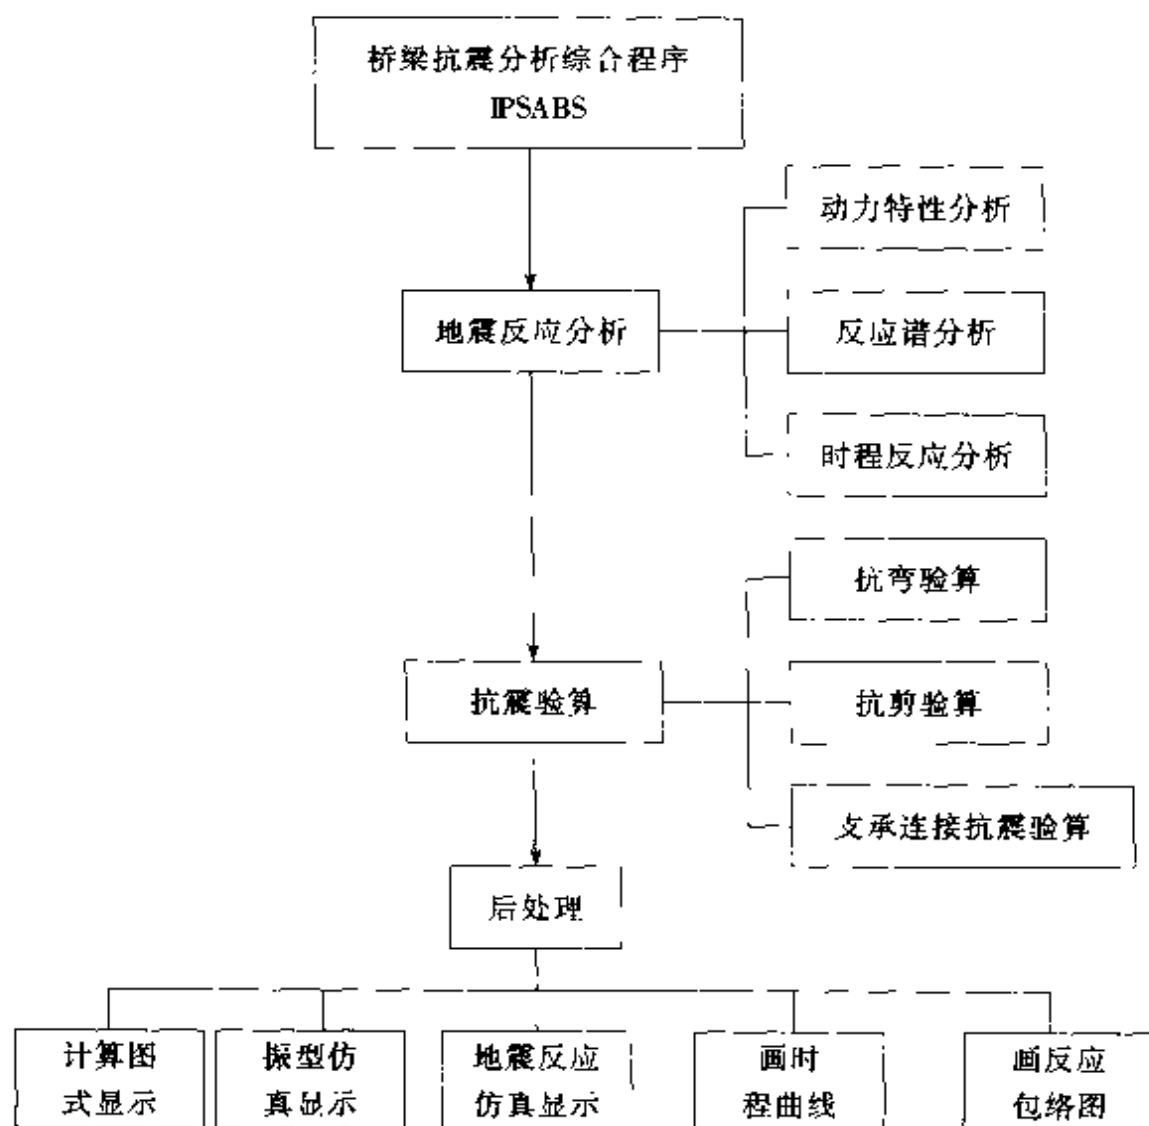 桥梁抗震分析综合程序
IPSABS
动力特性分析
地震反应分析
反应谱分析
时程反应分析
抗弯验算
抗震验算
抗剪验算
支承连接抗震验算
后处理
计算图
式显示
振型仿
真显示
地震反应
仿真显示
画时
程曲线
画反应
包络图